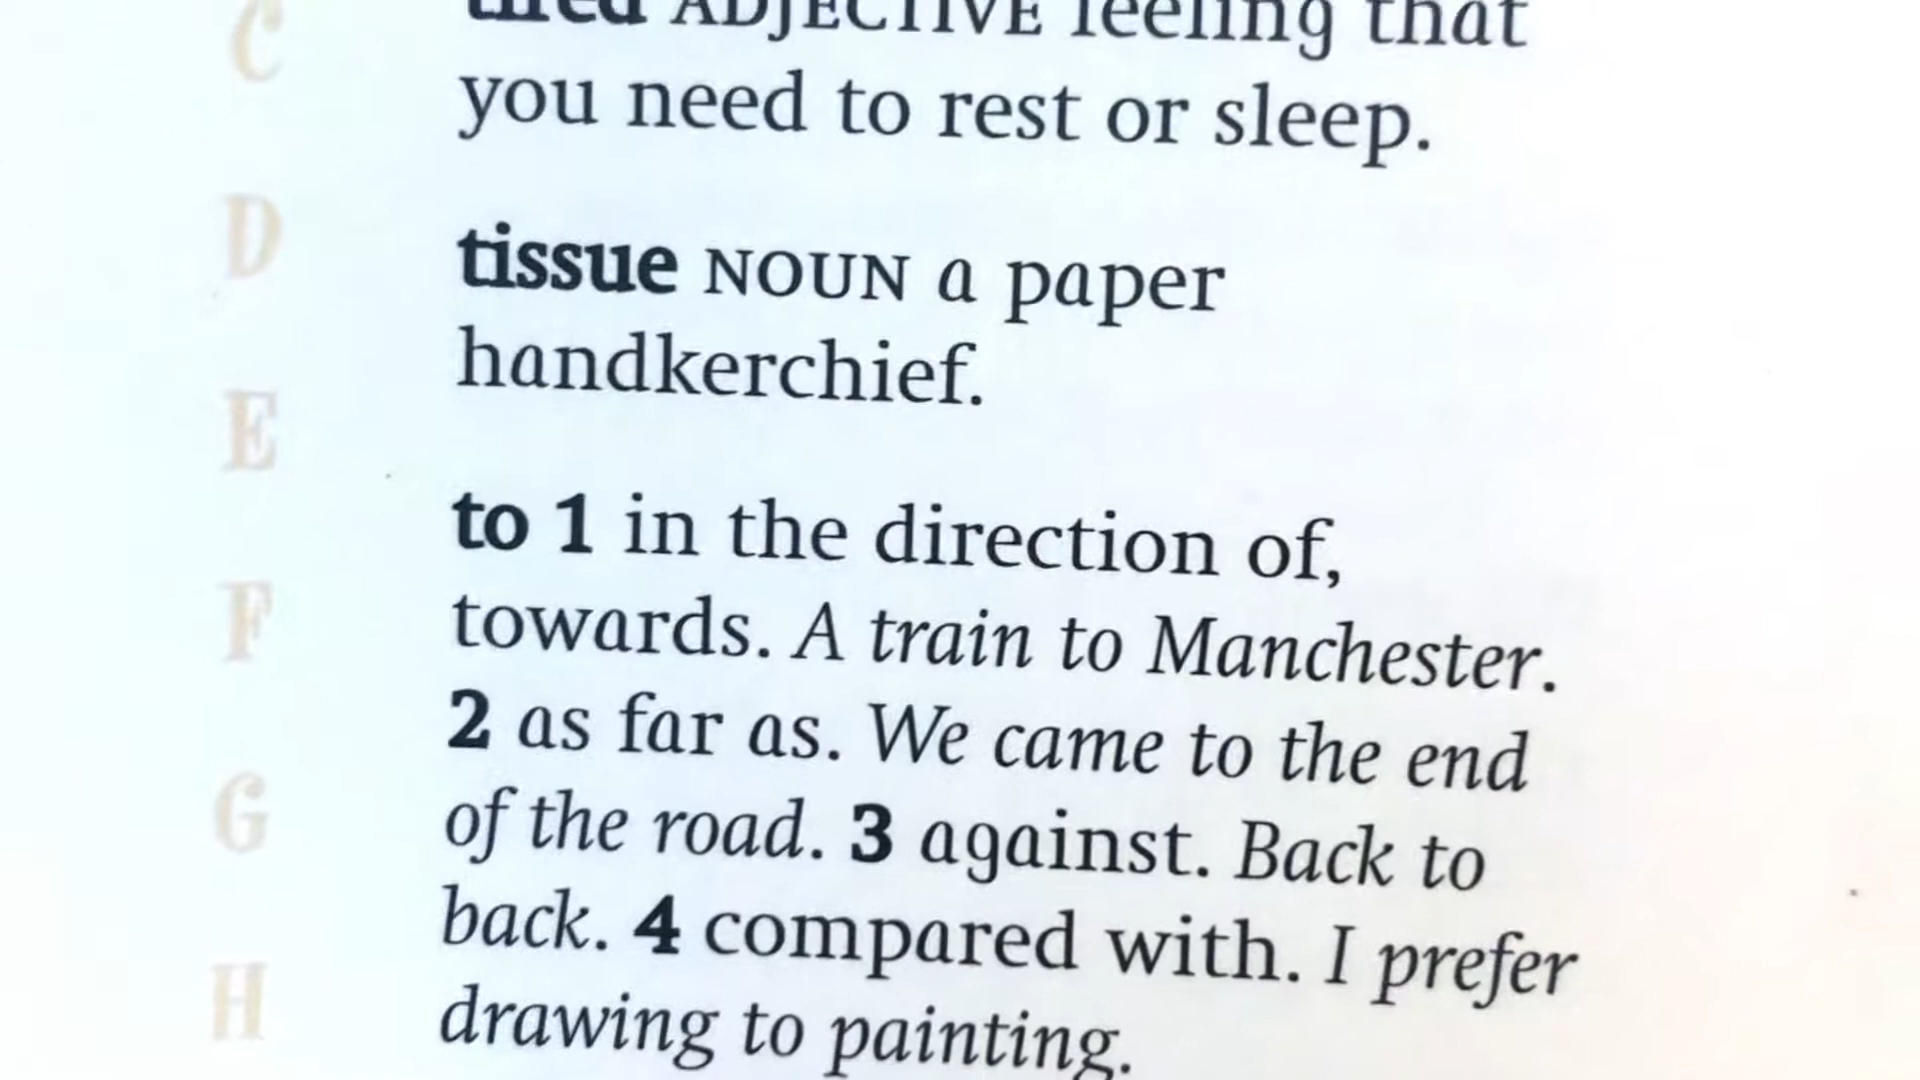 C
D
E
F
G
H
tired ADJECTIVE feeling that
you need to rest or sleep.
tissue NOUN a paper
handkerchief.
to 1 in the direction of,
towards. A train to Manchester.
2 as far as. We came to the end
of the road. 3 against. Back to
back. 4 compared with. I prefer
drawing to painting.